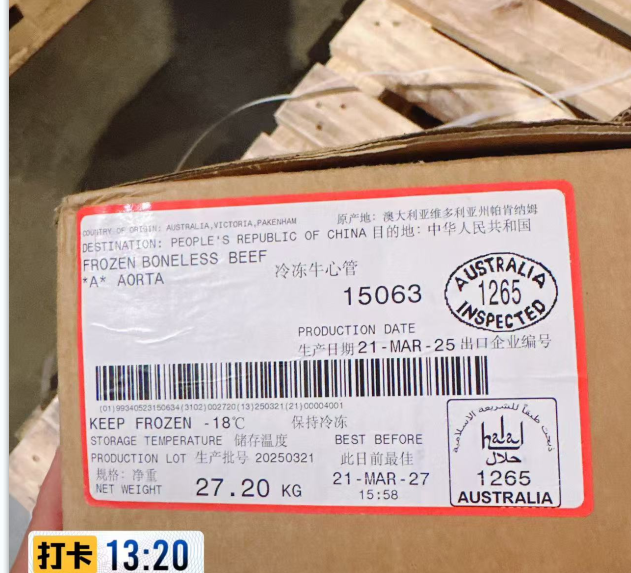 COUNTRY OF ORIGIN: AUSTRALIA,VICTORIA,PAKENHAM 原产地: 澳大利亚维多利亚州帕肯纳姆
DESTINATION: PEOPLE'S REPUBLIC OF CHINA 目的地: 中华人民共和国
FROZEN BONELESS BEEF
*A* AORTA 冷冻牛心管
15063
AUSTRALIA
1265
INSPECTED
PRODUCTION DATE
生产日期 21-MAR-25 出口企业编号
(01)99340523150634(3102)002720(13)250321(21)00004001
KEEP FROZEN -18℃ 保持冷冻
STORAGE TEMPERATURE 储存温度
PRODUCTION LOT 生产批号 20250321
规格: 净重
NET WEIGHT 27.20 KG
BEST BEFORE
此日前最佳
21-MAR-27
15:58
ذبحت طبقاً للشريعة الإسلامية
halal
حلال
1265
AUSTRALIA
打卡 13:20